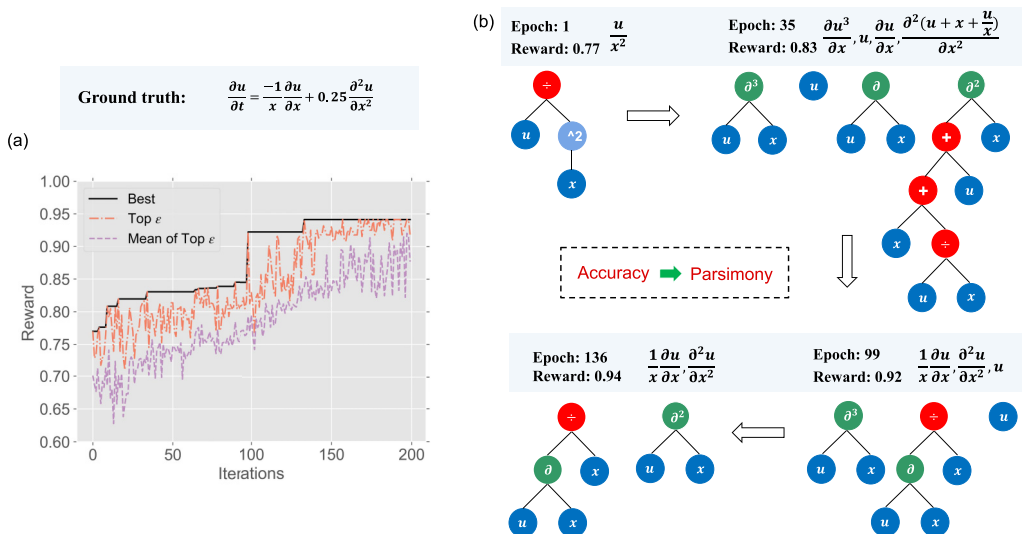 (b)
Epoch: 1
Reward: 0.77
u/x²
Epoch: 35
Reward: 0.83
∂u³/∂x, u, ∂u/∂x, ∂²(u + x + u/x)/∂x²
Ground truth: ∂u/∂t = -1/x ∂u/∂x + 0.25 ∂²u/∂x²
(a)
÷
u ^2
x
∂³ u ∂ ∂²
u x u x + x
+ u
x ÷
u x
1.00
0.95
0.90
0.85
0.80
0.75
0.70
0.65
0.60
Reward
Best
Top ε
Mean of Top ε
0 50 100 150 200
Iterations
Accuracy Parsimony
Epoch: 136
Reward: 0.94
1/x ∂u/∂x, ∂²u/∂x²
Epoch: 99
Reward: 0.92
1/x ∂u/∂x, ∂²u/∂x², u
÷ ∂²
∂ x u x
u x
∂³ ÷ u
u x ∂ x
u x